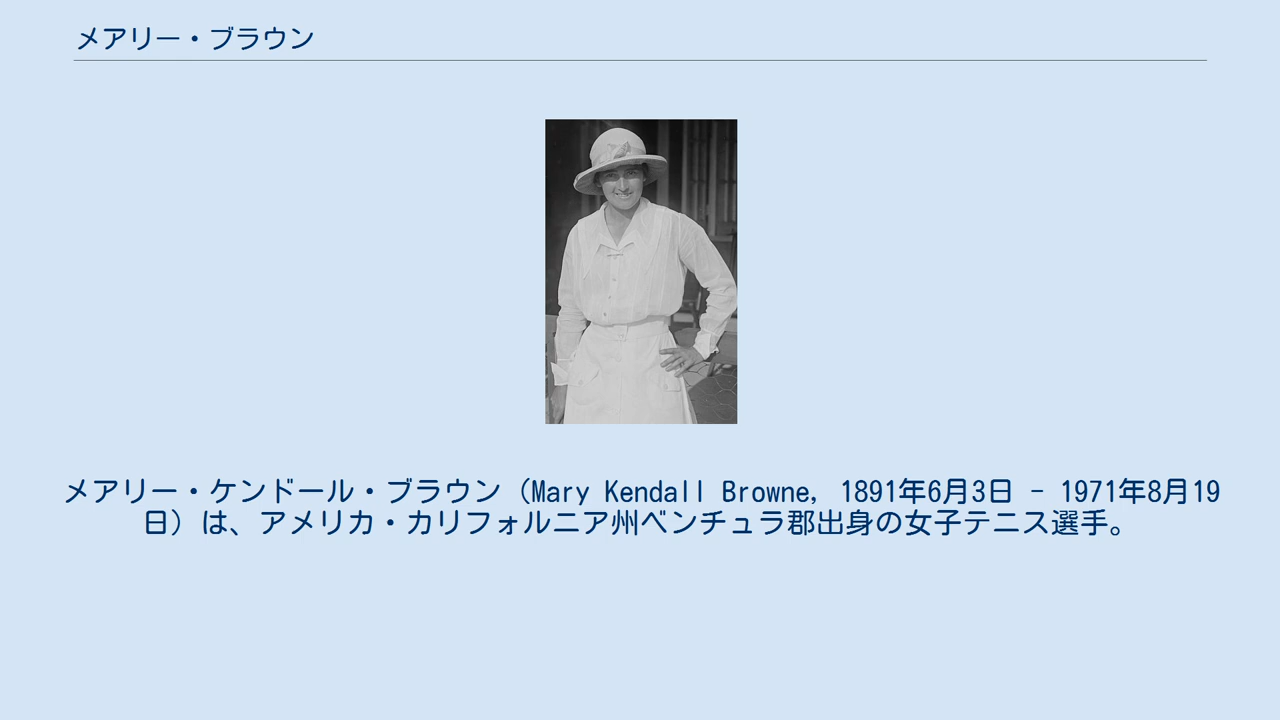 メアリー・ブラウン
メアリー・ケンドール・ブラウン（Mary Kendall Browne, 1891年6月3日 - 1971年8月19
日）は、アメリカ・カリフォルニア州ベンチュラ郡出身の女子テニス選手。